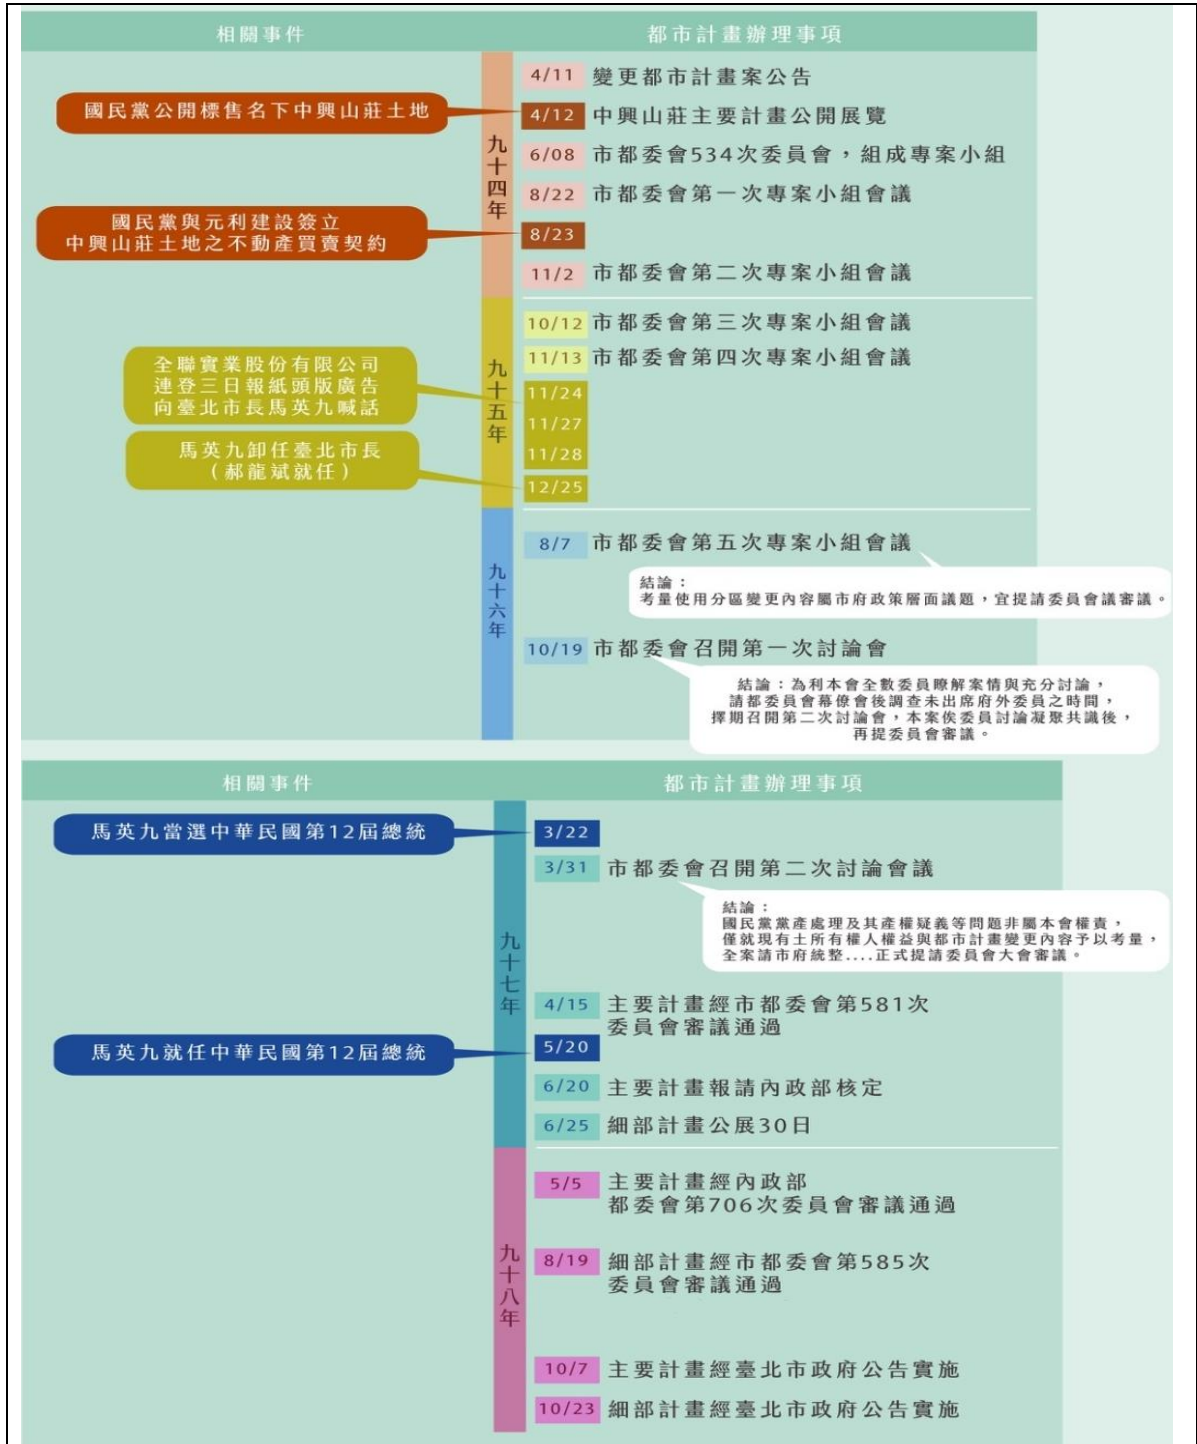 相關事件
都市計畫辦理事項
九十四年
4/11 變更都市計畫案公告
國民黨公開標售名下中興山莊土地
4/12 中興山莊主要計畫公開展覽
6/08 市都委會534次委員會，組成專案小組
8/22 市都委會第一次專案小組會議
國民黨與元利建設簽立
中興山莊土地之不動產買賣契約
8/23
11/2 市都委會第二次專案小組會議
九十五年
10/12 市都委會第三次專案小組會議
11/13 市都委會第四次專案小組會議
全聯實業股份有限公司
連登三日報紙頭版廣告
向臺北市長馬英九喊話
11/24
11/27
11/28
馬英九卸任臺北市長
（郝龍斌就任）
12/25
九十六年
8/7 市都委會第五次專案小組會議
結論：
考量使用分區變更內容屬市府政策層面議題，宜提請委員會議審議。
10/19 市都委會召開第一次討論會
結論：為利本會全數委員瞭解案情與充分討論，
請都委員會幕僚會後調查未出席府外委員之時間，
擇期召開第二次討論會，本案俟委員討論凝聚共識後，
再提委員會審議。
相關事件
都市計畫辦理事項
九十七年
馬英九當選中華民國第12屆總統
3/22
3/31 市都委會召開第二次討論會議
結論：
國民黨黨產處理及其產權疑義等問題非屬本會權責，
僅就現有土所有權人權益與都市計畫變更內容予以考量，
全案請市府統整....正式提請委員會大會審議。
4/15 主要計畫經市都委會第581次
委員會審議通過
馬英九就任中華民國第12屆總統
5/20
6/20 主要計畫報請內政部核定
6/25 細部計畫公展30日
九十八年
5/5 主要計畫經內政部
都委會第706次委員會審議通過
8/19 細部計畫經市都委會第585次
委員會審議通過
10/7 主要計畫經臺北市政府公告實施
10/23 細部計畫經臺北市政府公告實施